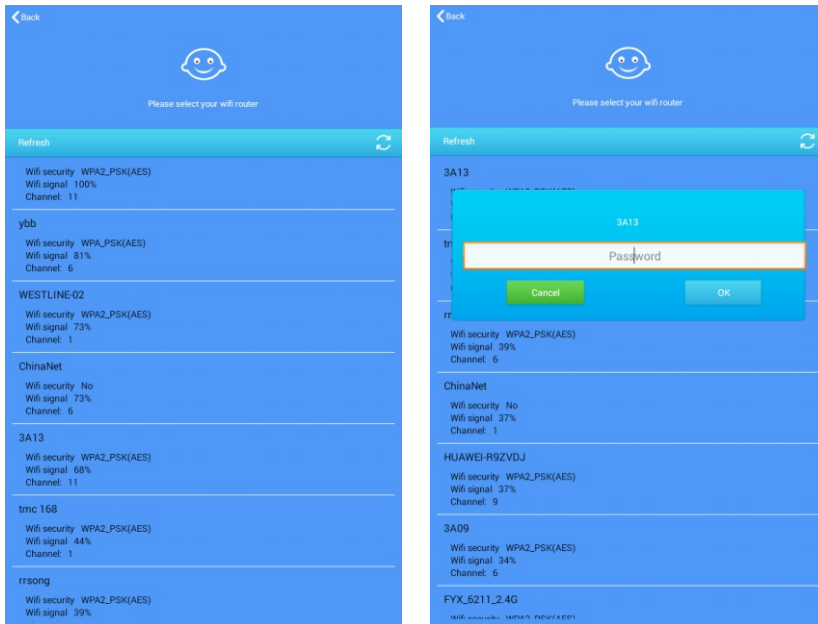 Back
Please select your wifi router
Refresh
Wifi security WPA2_PSK(AES)
Wifi signal 100%
Channel: 11
ybb
Wifi security WPA_PSK(AES)
Wifi signal 81%
Channel: 6
WESTLINE-02
Wifi security WPA2_PSK(AES)
Wifi signal 73%
Channel: 1
ChinaNet
Wifi security No
Wifi signal 73%
Channel: 6
3A13
Wifi security WPA2_PSK(AES)
Wifi signal 68%
Channel: 11
tmc 168
Wifi security WPA2_PSK(AES)
Wifi signal 44%
Channel: 1
rrsong
Wifi security WPA2_PSK(AES)
Wifi signal 39%
Back
Please select your wifi router
Refresh
3A13
3A13
Password
Cancel OK
Wifi security WPA2_PSK(AES)
Wifi signal 39%
Channel: 6
ChinaNet
Wifi security No
Wifi signal 37%
Channel: 1
HUAWEI-R9ZVDJ
Wifi security WPA2_PSK(AES)
Wifi signal 37%
Channel: 9
3A09
Wifi security WPA2_PSK(AES)
Wifi signal 34%
Channel: 6
FYX_6211_2.4G
Wifi security WPA2_PSK(AES)